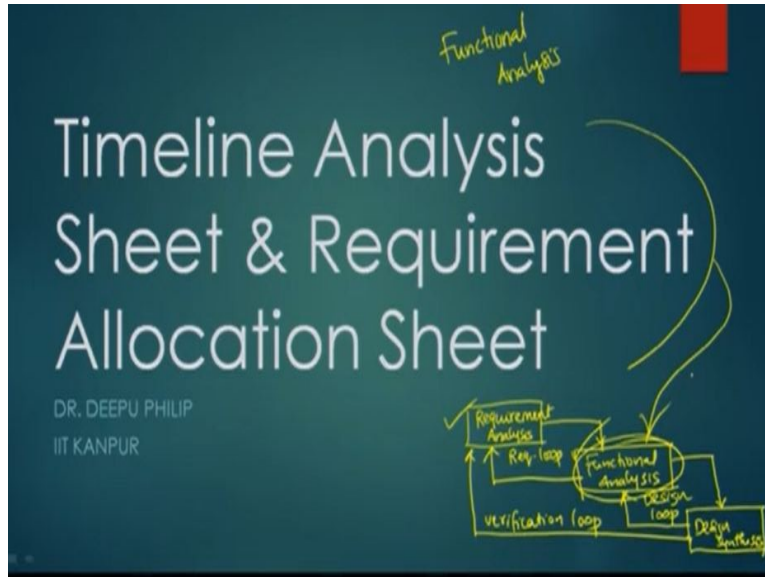 Functional
Analysis
Timeline Analysis
Sheet & Requirement
Allocation Sheet
DR. DEEPU PHILIP
IIT KANPUR
Requirement
Analysis
Req. loop
Functional
Analysis
Design
loop
verification loop
Design
Synthesis